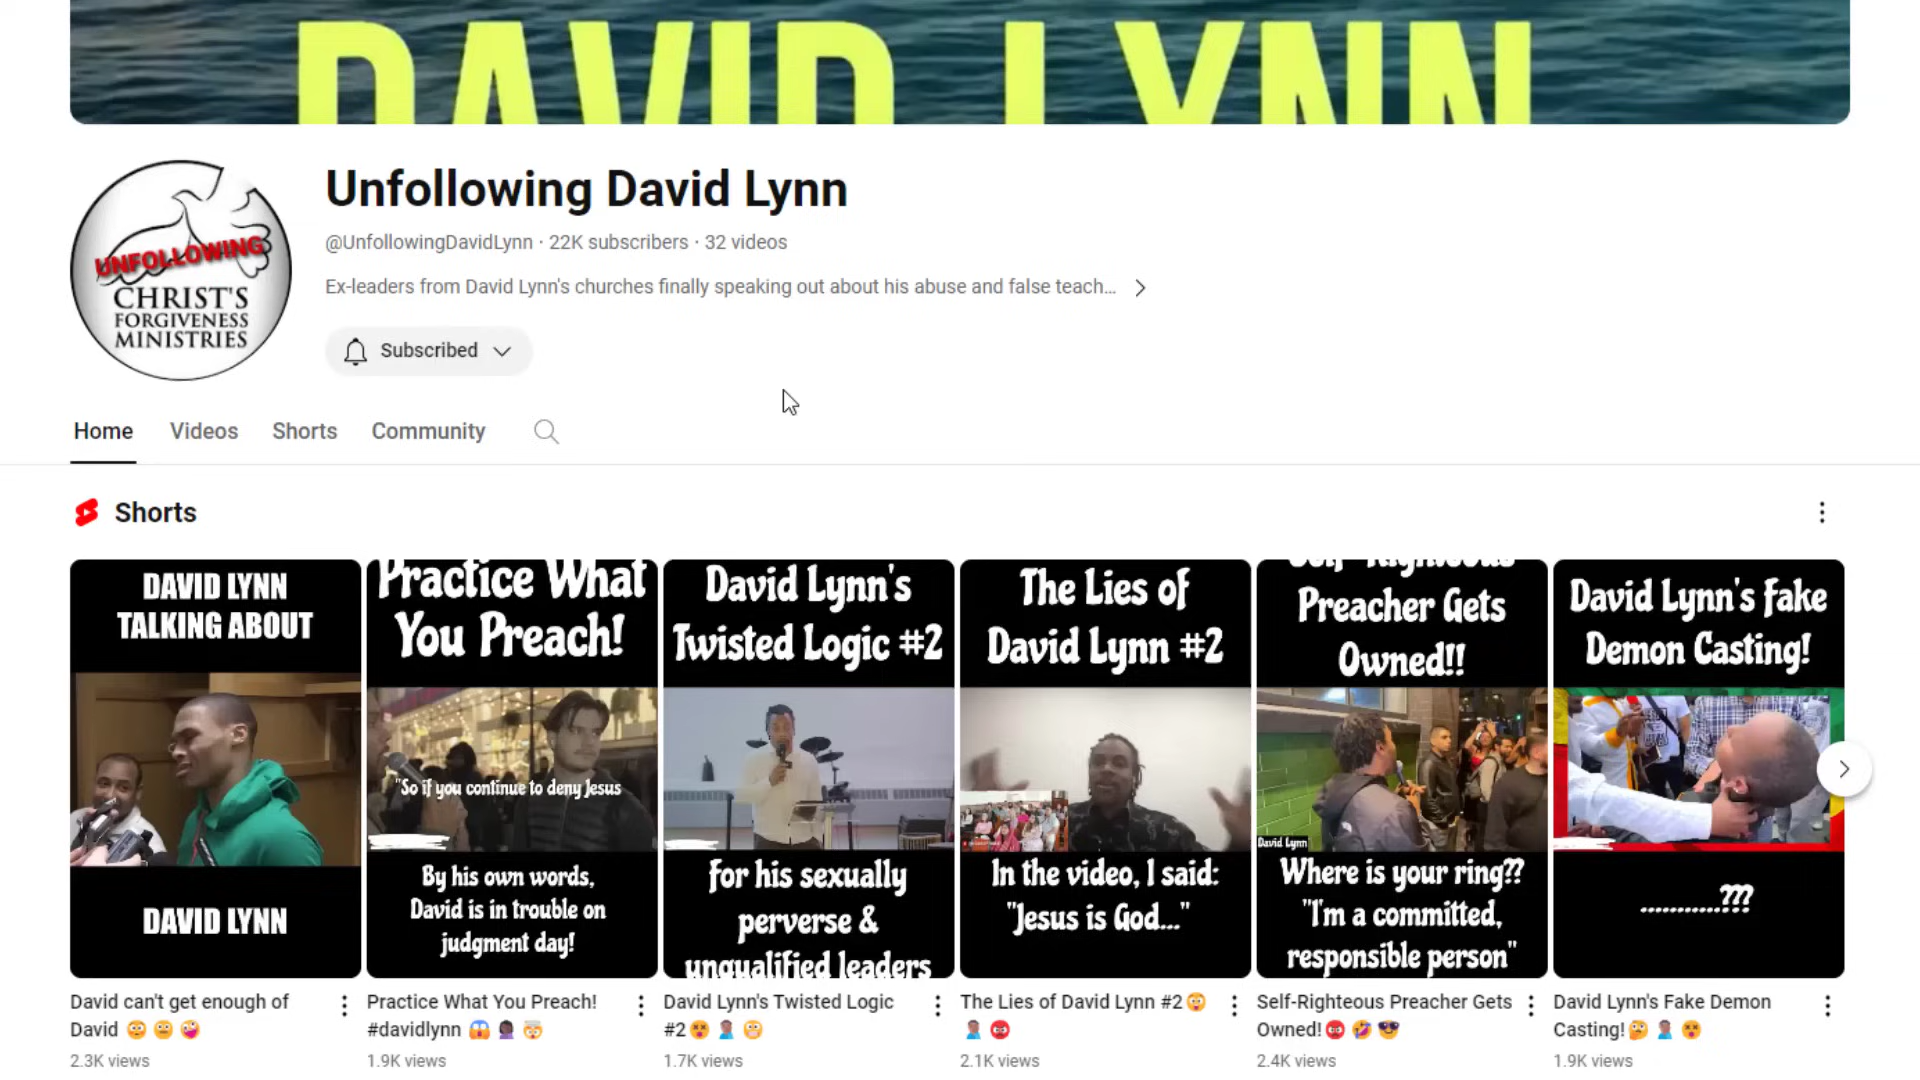 DAVID LYNN
UNFOLLOWING
CHRIST'S
FORGIVENESS
MINISTRIES
Unfollowing David Lynn
@UnfollowingDavidLynn · 22K subscribers · 32 videos
Ex-leaders from David Lynn's churches finally speaking out about his abuse and false teach...
Subscribed
Home Videos Shorts Community
Shorts
DAVID LYNN
TALKING ABOUT
DAVID LYNN
David can't get enough of
David
2.3K views
Practice What
You Preach!
"So if you continue to deny Jesus
By his own words,
David is in trouble on
judgment day!
Practice What You Preach!
#davidlynn
1.9K views
David Lynn's
Twisted Logic #2
for his sexually
perverse &
unqualified leaders
David Lynn's Twisted Logic
#2
1.7K views
The Lies of
David Lynn #2
In the video, I said:
"Jesus is God..."
The Lies of David Lynn #2
2.1K views
Self-Righteous
Preacher Gets
Owned!!
David Lynn
Where is your ring??
"I'm a committed,
responsible person"
Self-Righteous Preacher Gets
Owned!
2.4K views
David Lynn's fake
Demon Casting!
............???
David Lynn's Fake Demon
Casting!
1.9K views